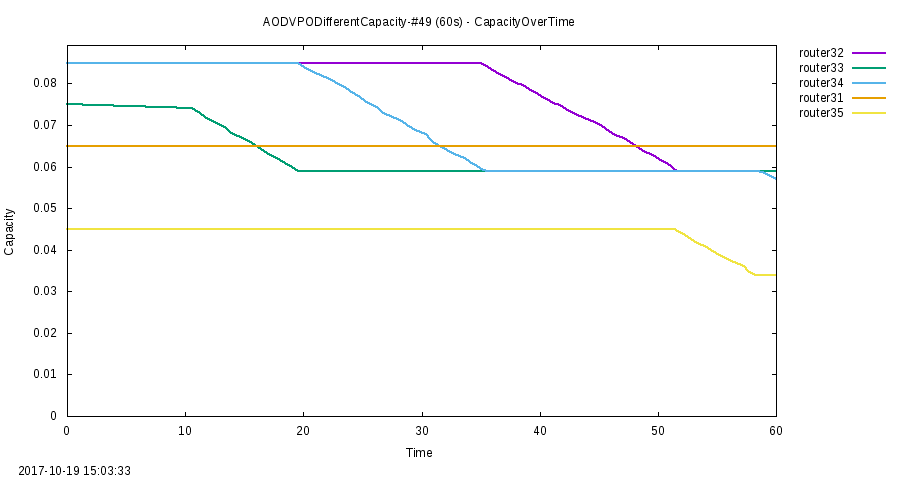 AODVPODifferentCapacity-#49 (60s) - CapacityOverTime
router32
router33
router34
router31
router35
0.08
0.07
0.06
0.05
0.04
0.03
0.02
0.01
0
Capacity
0 10 20 30 40 50 60
Time
2017-10-19 15:03:33